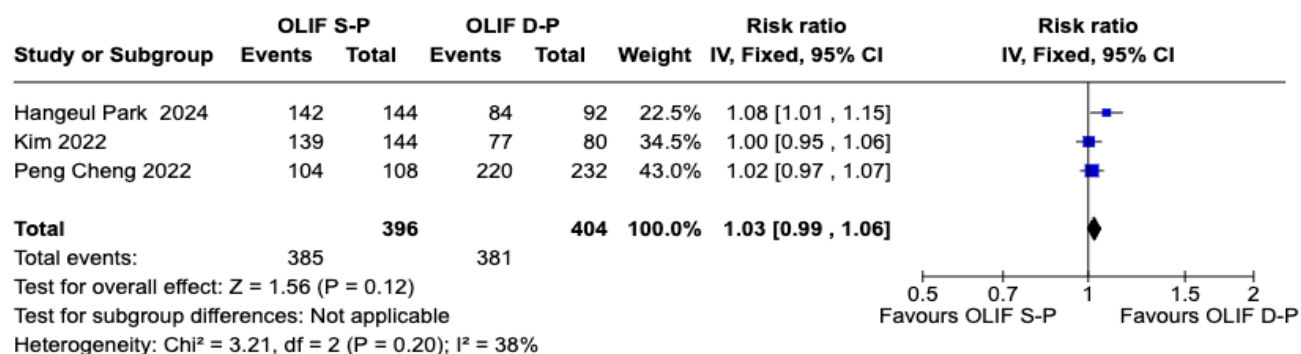 OLIF S-P OLIF D-P Risk ratio Risk ratio
Study or Subgroup Events Total Events Total Weight IV, Fixed, 95% CI IV, Fixed, 95% CI
Hangeul Park 2024 142 144 84 92 22.5% 1.08 [1.01 , 1.15]
Kim 2022 139 144 77 80 34.5% 1.00 [0.95 , 1.06]
Peng Cheng 2022 104 108 220 232 43.0% 1.02 [0.97 , 1.07]
Total 396 404 100.0% 1.03 [0.99 , 1.06]
Total events: 385 381
Test for overall effect: Z = 1.56 (P = 0.12)
0.5 0.7 1 1.5 2
Test for subgroup differences: Not applicable
Favours OLIF S-P Favours OLIF D-P
Heterogeneity: Chi² = 3.21, df = 2 (P = 0.20); I² = 38%